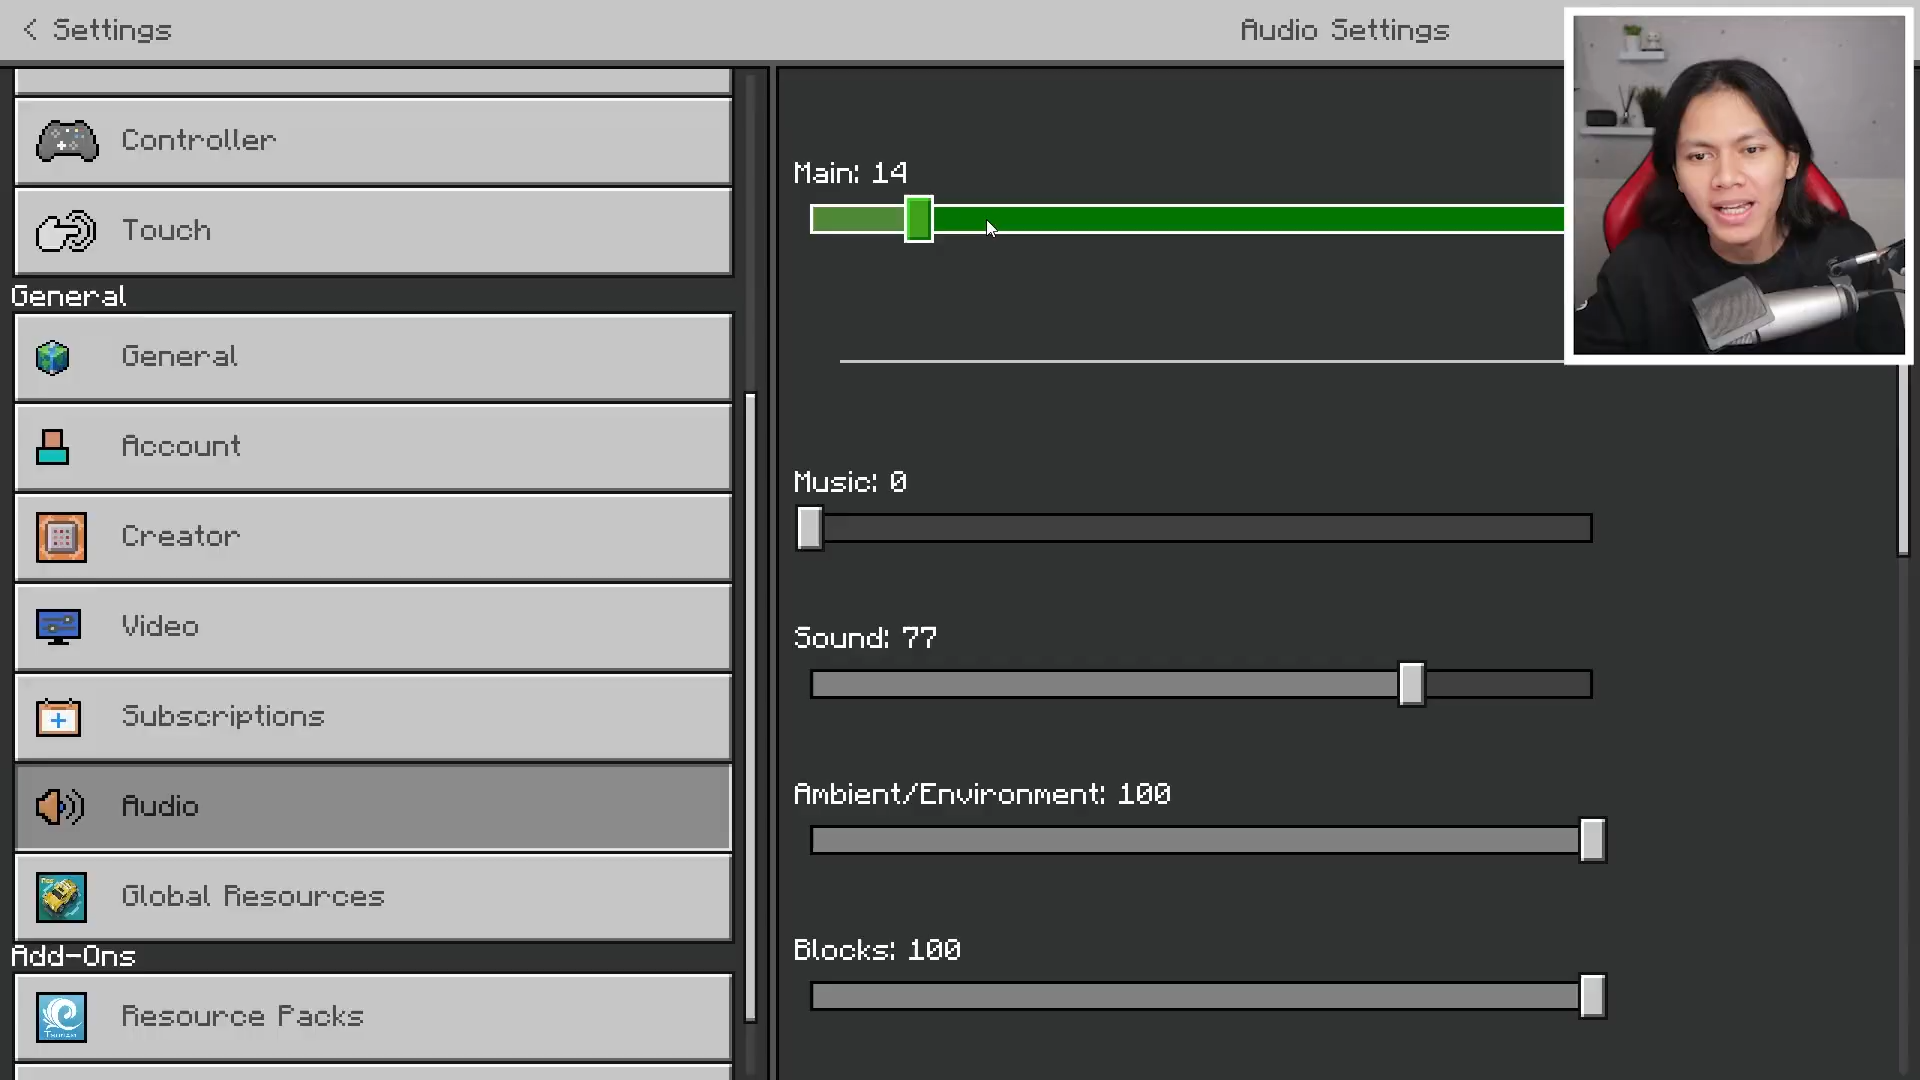 < Settings
Audio Settings
Controller
Touch
General
General
Account
Creator
Video
Subscriptions
Audio
Global Resources
Add-Ons
Resource Packs
Main: 14
Music: 0
Sound: 77
Ambient/Environment: 100
Blocks: 100